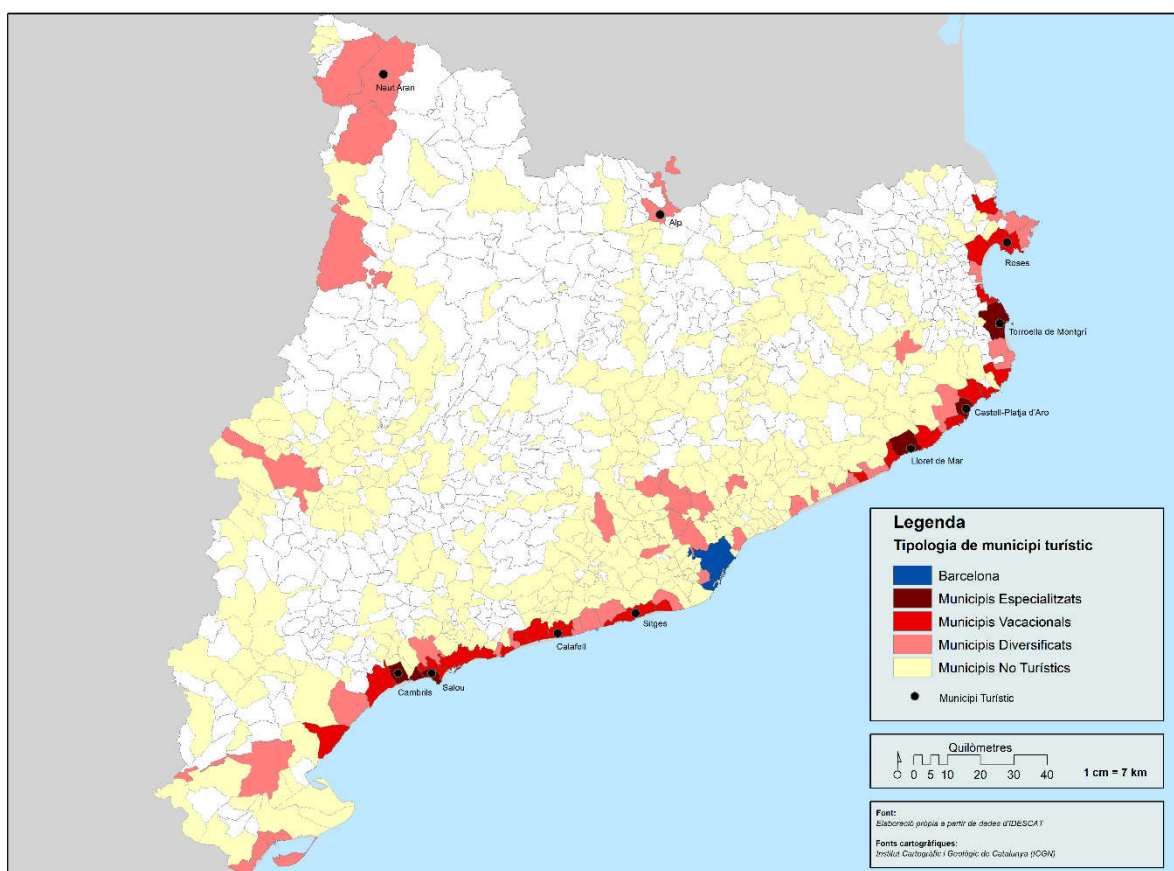 Naut Aran
Alp
Roses
Torroella de Montgrí
Castell-Platja d'Aro
Lloret de Mar
Sitges
Calafell
Cambrils
Salou
Legenda
Tipologia de municipi turístic
Barcelona
Municipis Especialitzats
Municipis Vacacionals
Municipis Diversificats
Municipis No Turístics
Municipi Turístic
Quilòmetres
0 5 10 20 30 40
1 cm = 7 km
Font:
Elaboració pròpia a partir de dades d'IDESCAT
Fonts cartogràfiques:
Institut Cartogràfic i Geològic de Catalunya (ICGN)